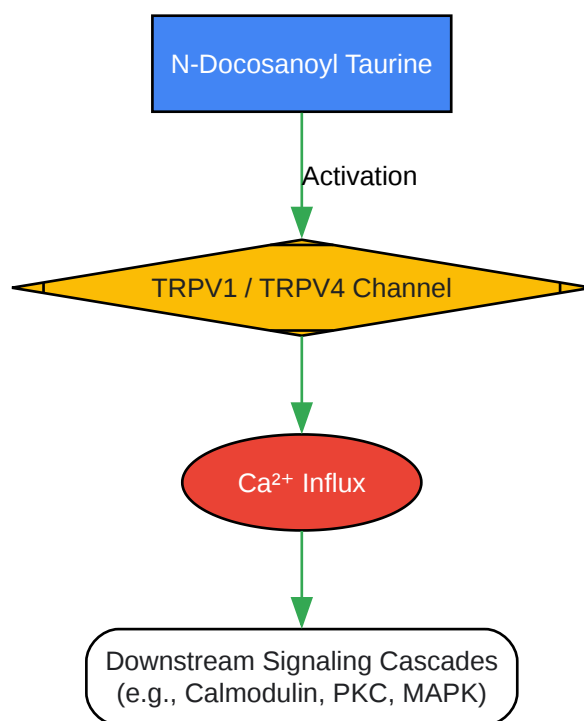 N-Docosanoyl Taurine
Activation
TRPV1 / TRPV4 Channel
Ca²⁺ Influx
Downstream Signaling Cascades
(e.g., Calmodulin, PKC, MAPK)